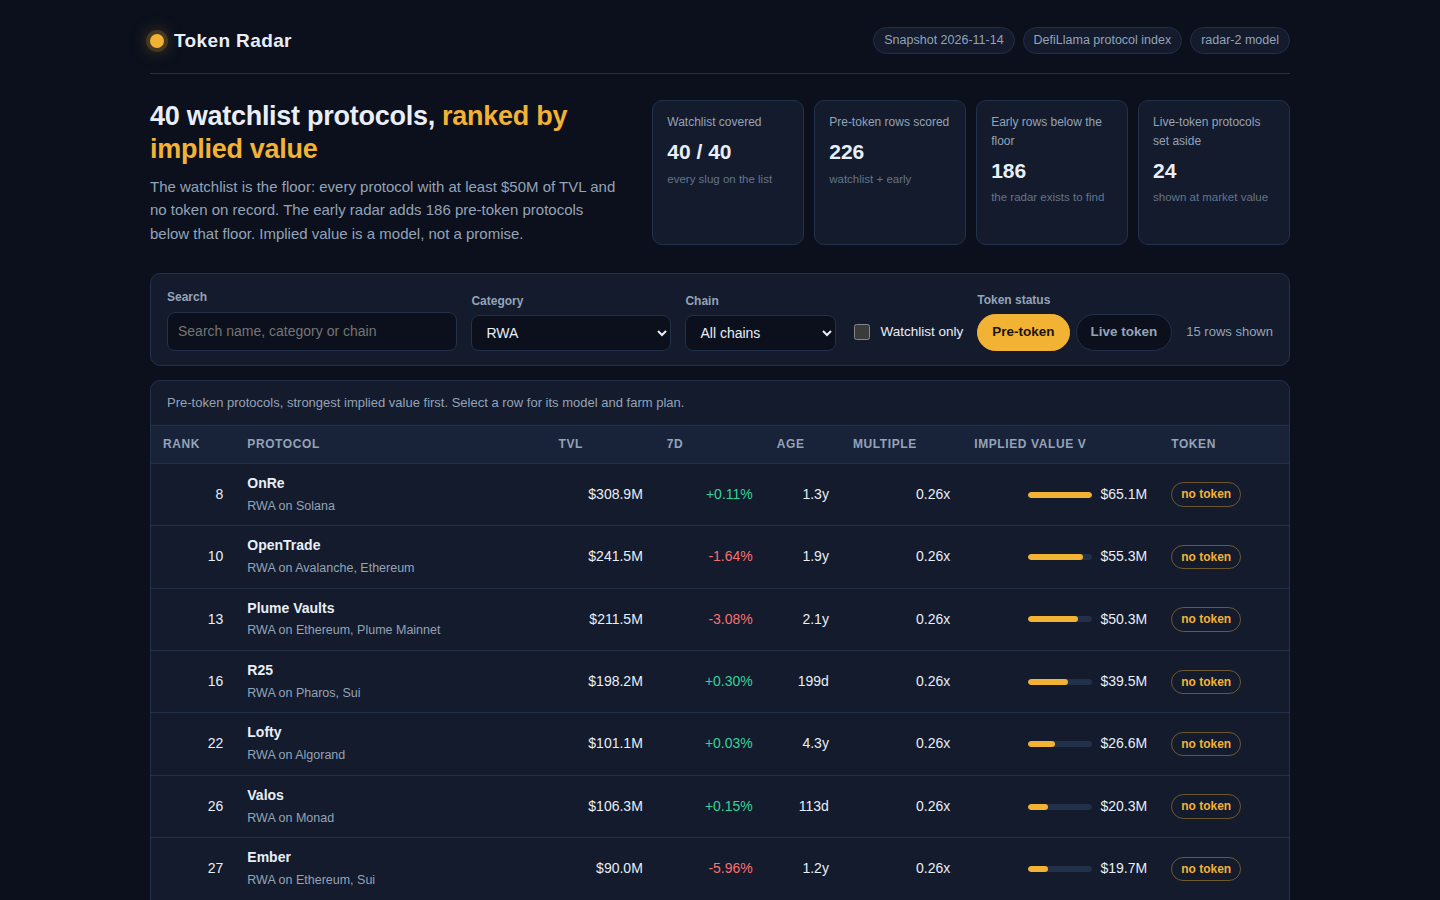 Token Radar
Snapshot 2026-11-14
DefiLlama protocol index
radar-2 model
40 watchlist protocols, ranked by
implied value
The watchlist is the floor: every protocol with at least $50M of TVL and
no token on record. The early radar adds 186 pre-token protocols
below that floor. Implied value is a model, not a promise.
Watchlist covered
40 / 40
every slug on the list
Pre-token rows scored
226
watchlist + early
Early rows below the
floor
186
the radar exists to find
Live-token protocols
set aside
24
shown at market value
Search
Search name, category or chain
Category
RWA
Chain
All chains
Watchlist only
Token status
Pre-token
Live token
15 rows shown
Pre-token protocols, strongest implied value first. Select a row for its model and farm plan.
RANK PROTOCOL TVL 7D AGE MULTIPLE IMPLIED VALUE V TOKEN
8 OnRe $308.9M +0.11% 1.3y 0.26x $65.1M no token
RWA on Solana
10 OpenTrade $241.5M -1.64% 1.9y 0.26x $55.3M no token
RWA on Avalanche, Ethereum
13 Plume Vaults $211.5M -3.08% 2.1y 0.26x $50.3M no token
RWA on Ethereum, Plume Mainnet
16 R25 $198.2M +0.30% 199d 0.26x $39.5M no token
RWA on Pharos, Sui
22 Lofty $101.1M +0.03% 4.3y 0.26x $26.6M no token
RWA on Algorand
26 Valos $106.3M +0.15% 113d 0.26x $20.3M no token
RWA on Monad
27 Ember $90.0M -5.96% 1.2y 0.26x $19.7M no token
RWA on Ethereum, Sui